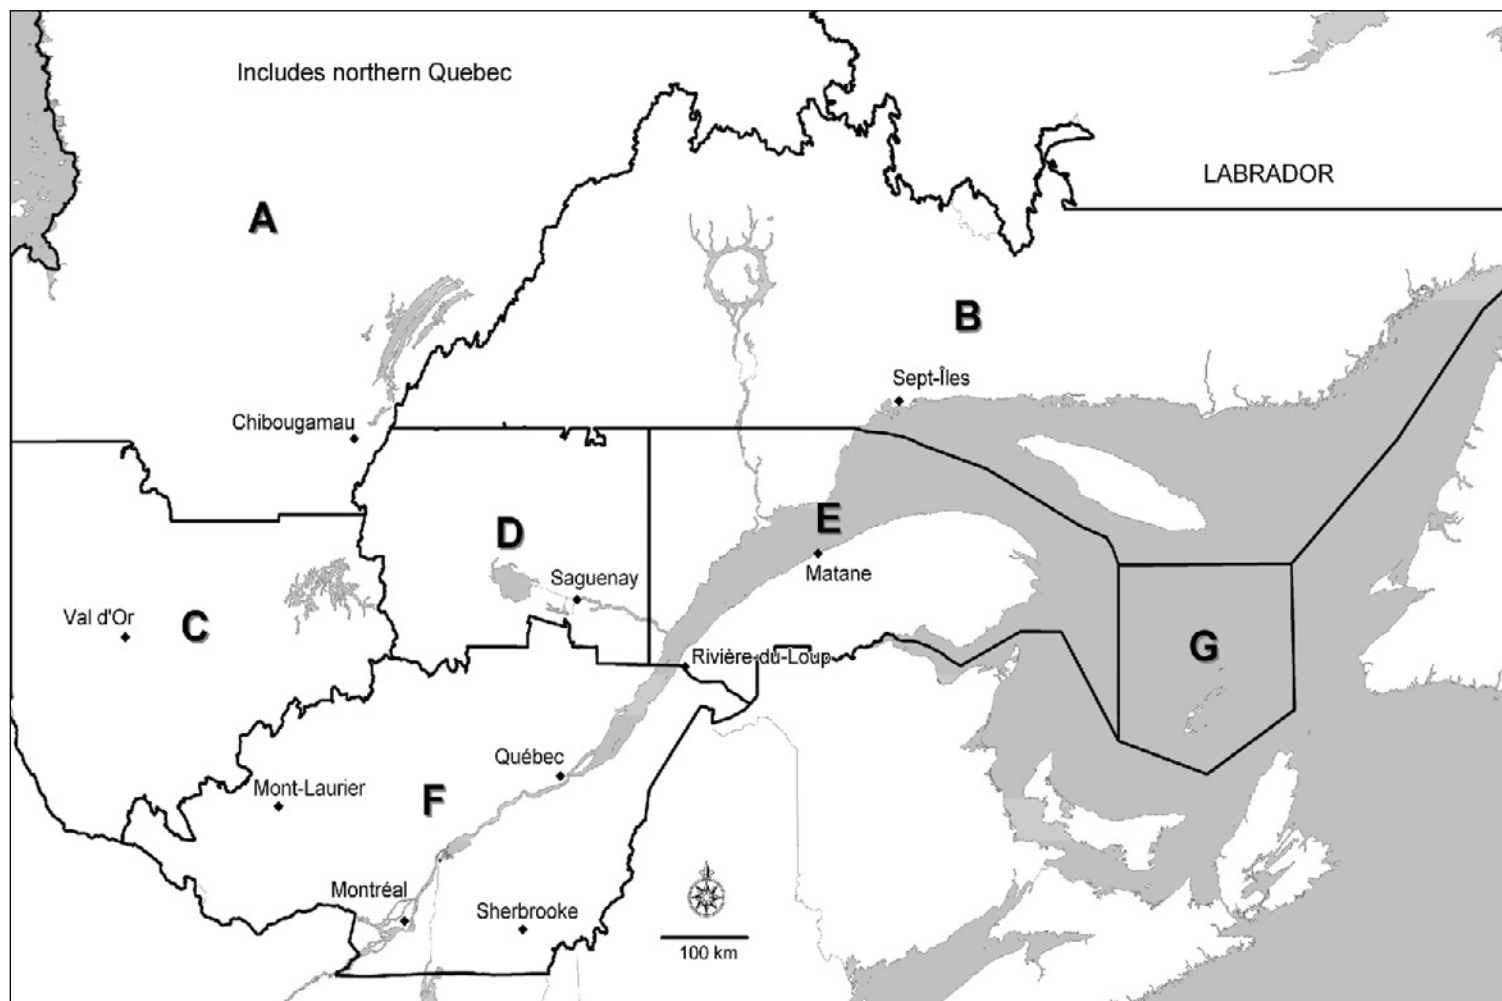 Includes northern Quebec
LABRADOR
A
B
Sept-Îles
Chibougamau
D
E
Saguenay
Matane
Val d'Or
C
G
Rivière-du-Loup
Québec
Mont-Laurier
F
Montréal
Sherbrooke
100 km